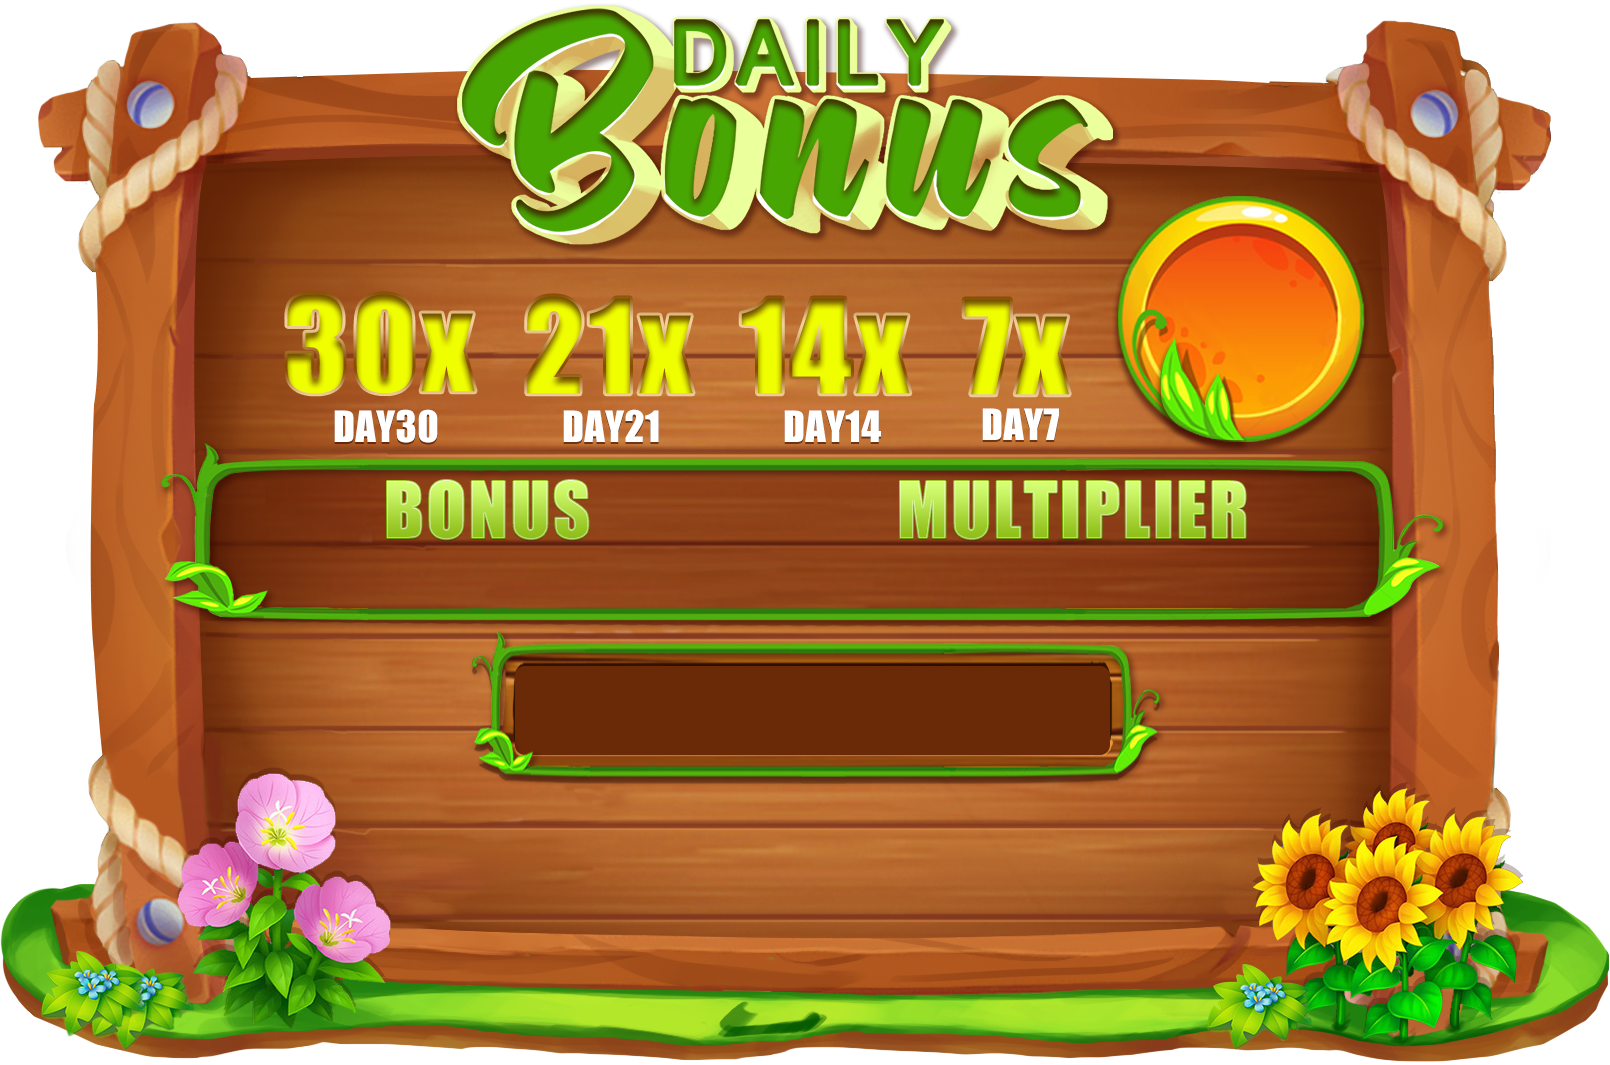 DAILY
Bonus
30x 21x 14x 7x
DAY30 DAY21 DAY14 DAY7
BONUS MULTIPLIER